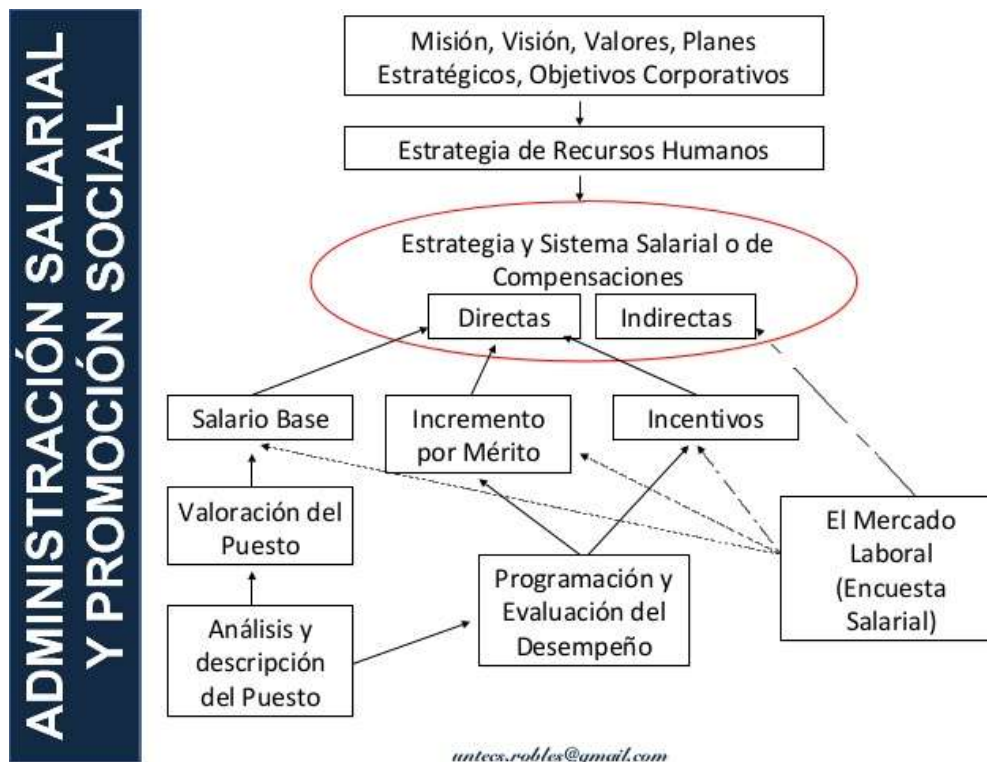 ADMINISTRACIÓN SALARIAL
Y PROMOCIÓN SOCIAL
Misión, Visión, Valores, Planes
Estratégicos, Objetivos Corporativos
Estrategia de Recursos Humanos
Estrategia y Sistema Salarial o de
Compensaciones
Directas
Indirectas
Salario Base
Incremento
por Mérito
Incentivos
Valoración del
Puesto
El Mercado
Laboral
(Encuesta
Salarial)
Programación y
Evaluación del
Desempeño
Análisis y
descripción
del Puesto
untecs.robles@gmail.com